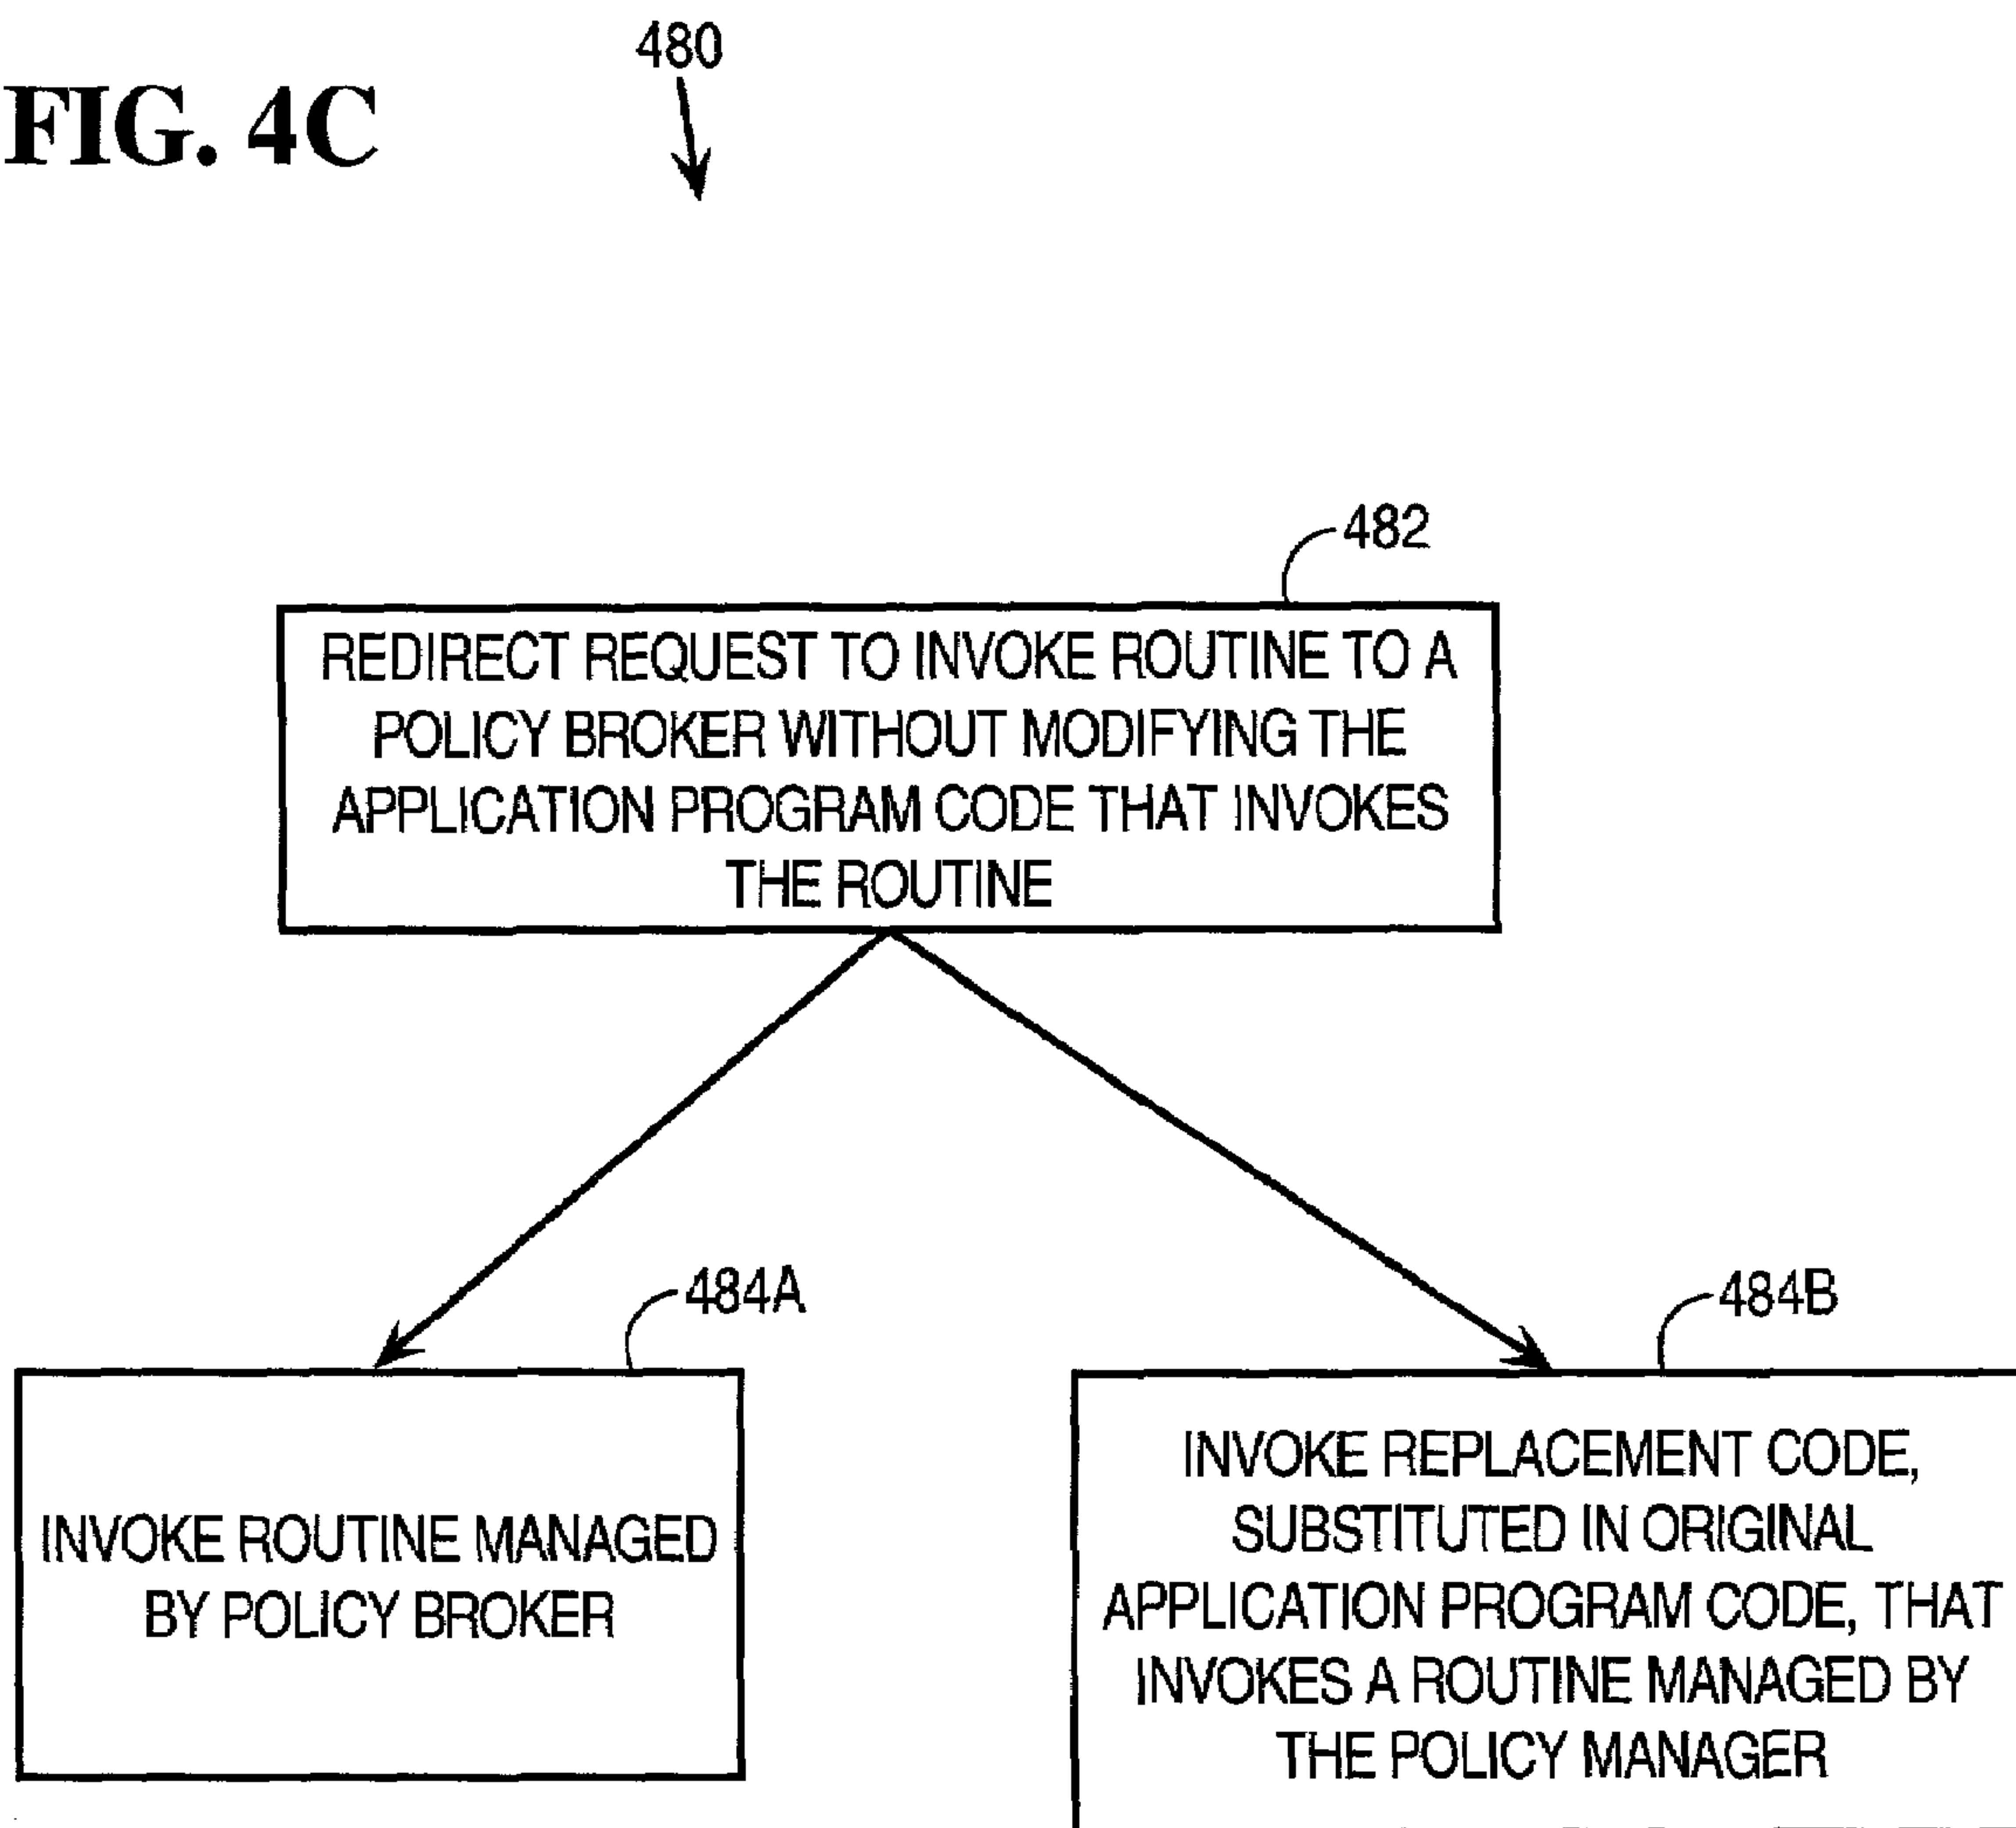 480
FIG. 4C
482
REDIRECT REQUEST TO INVOKE ROUTINE TO A
POLICY BROKER WITHOUT MODIFYING THE
APPLICATION PROGRAM CODE THAT INVOKES
THE ROUTINE
484A
INVOKE ROUTINE MANAGED
BY POLICY BROKER
484B
INVOKE REPLACEMENT CODE,
SUBSTITUTED IN ORIGINAL
APPLICATION PROGRAM CODE, THAT
INVOKES A ROUTINE MANAGED BY
THE POLICY MANAGER